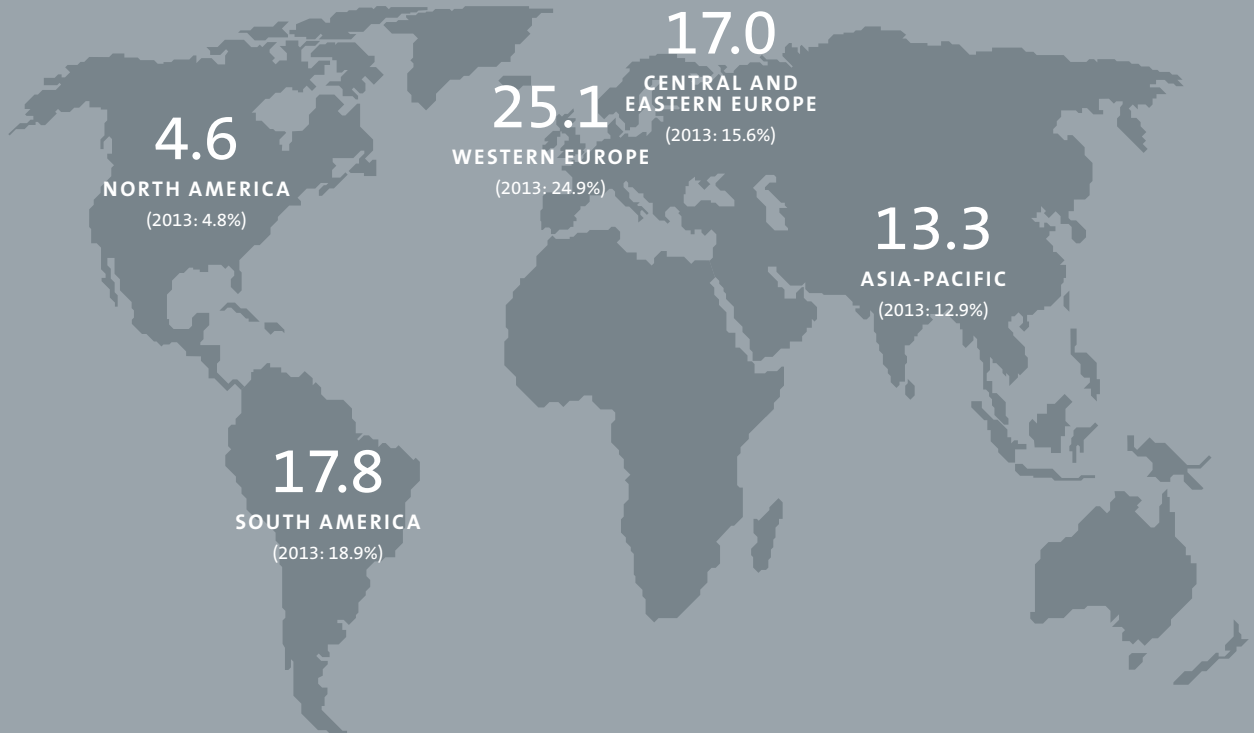 17.0
CENTRAL AND
EASTERN EUROPE
(2013: 15.6%)
25.1
WESTERN EUROPE
(2013: 24.9%)
4.6
NORTH AMERICA
(2013: 4.8%)
13.3
ASIA-PACIFIC
(2013: 12.9%)
17.8
SOUTH AMERICA
(2013: 18.9%)